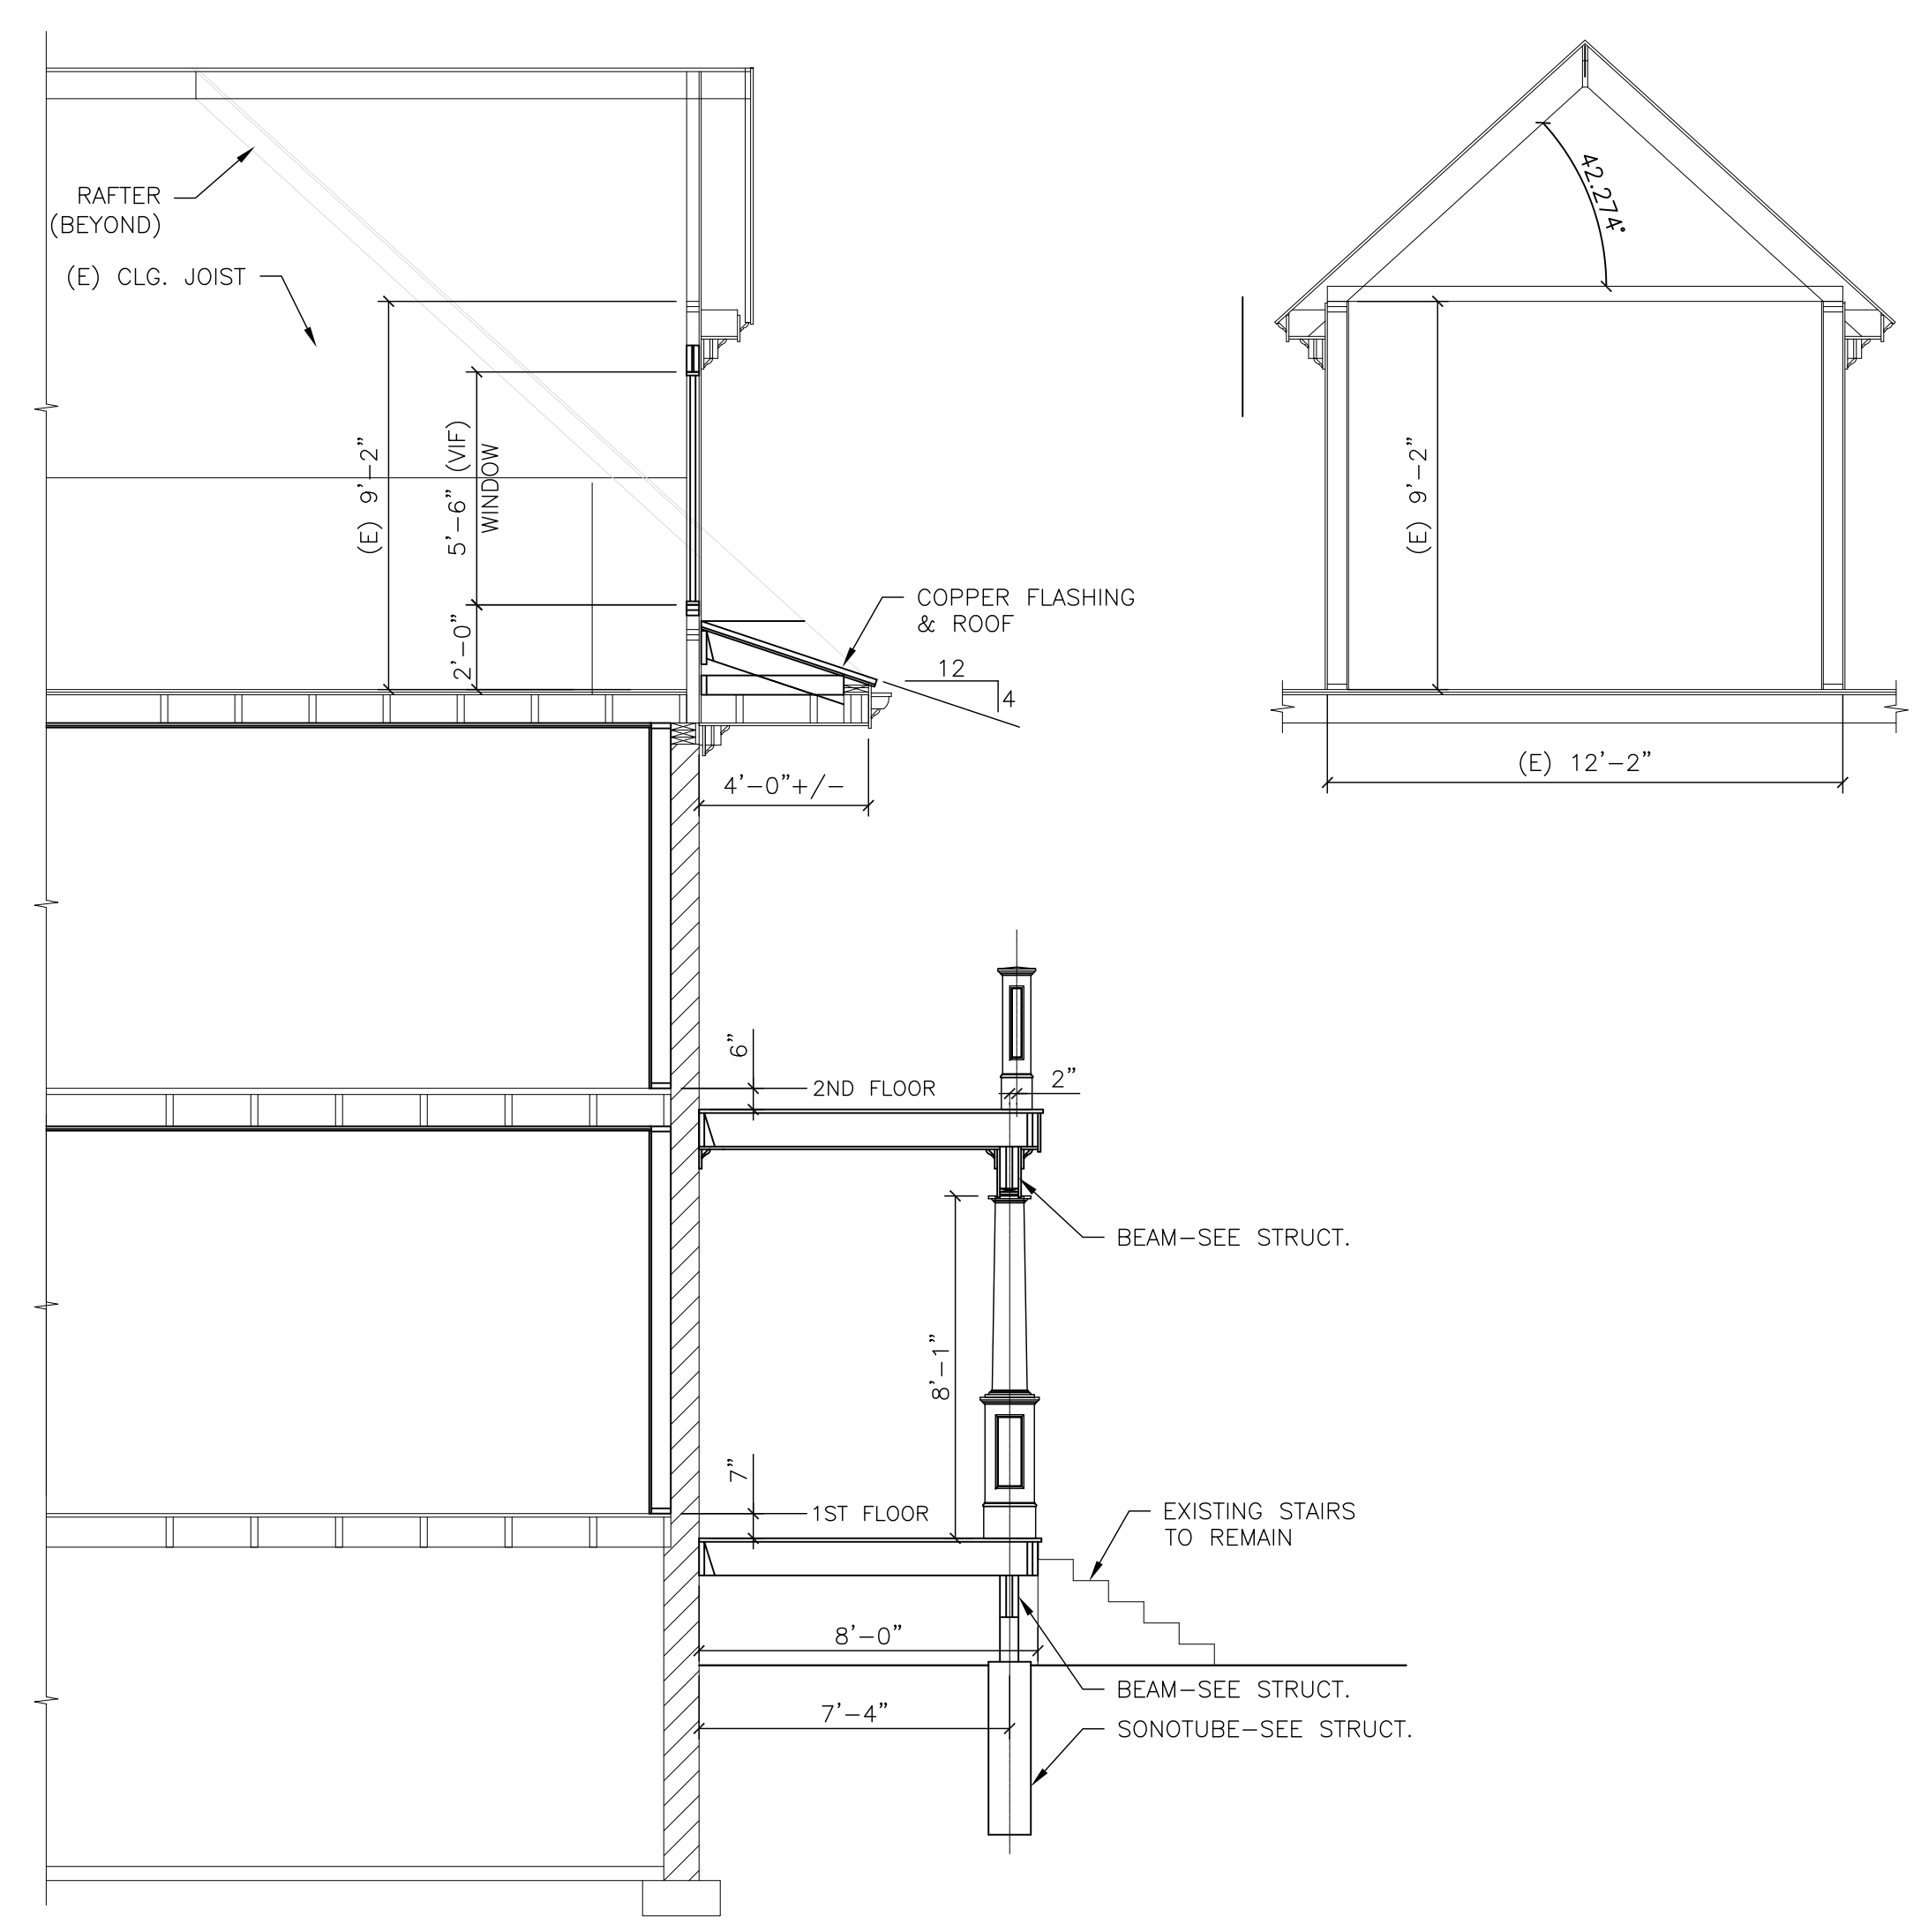 RAFTER
(BEYOND)
(E) CLG. JOIST
(E) 9'-2"
5'-6" (VIF)
WINDOW
2'-0"
COPPER FLASHING
& ROOF
12
4
4'-0"+/-
42.274°
(E) 9'-2"
(E) 12'-2"
6"
2ND FLOOR
2"
BEAM-SEE STRUCT.
8'-1"
7"
1ST FLOOR
EXISTING STAIRS
TO REMAIN
8'-0"
BEAM-SEE STRUCT.
7'-4"
SONOTUBE-SEE STRUCT.